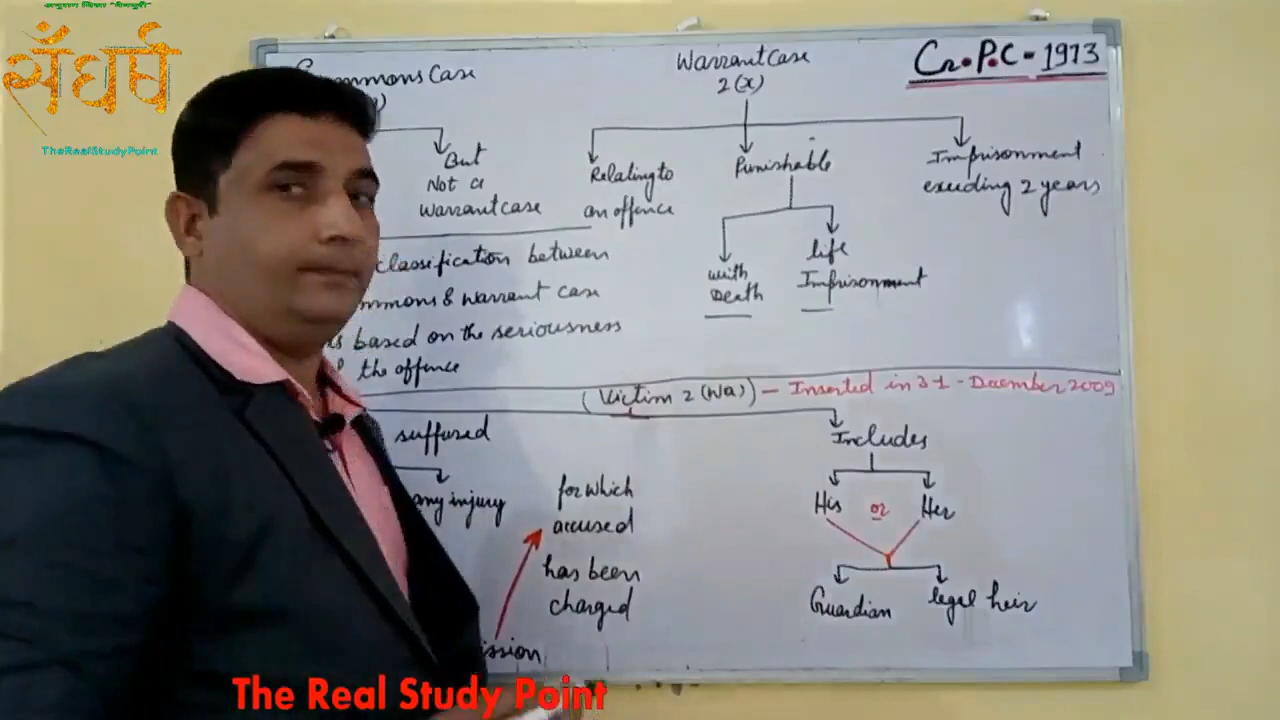 संघर्ष
TheRealStudyPoint
Cr.P.C - 1973
Summons Case
But
Not a
Warrant case
Warrant Case
2(x)
Relating to
an offence
Punishable
with
Death
life
Imprisonment
Imprisonment
exceding 2 years
classification between
& warrant case
is based on the seriousness
the offence
(Victim 2 (wa)) - Inserted in 31 - December 2009
suffused
any injury
for which
accused
has been
charged
Includes
His or Her
Guardian
legal heir
The Real Study Point